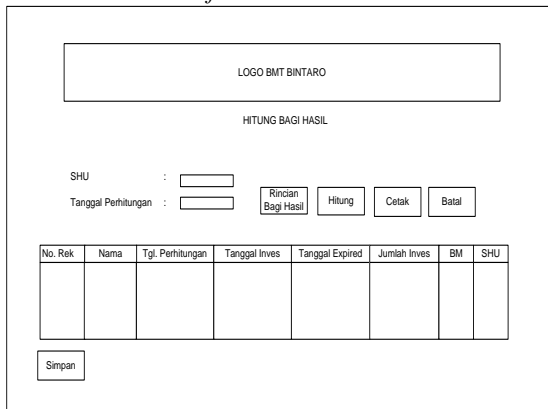 LOGO BMT BINTARO
HITUNG BAGI HASIL
SHU :
Tanggal Perhitungan :
Rincian
Bagi Hasil
Hitung
Cetak
Batal
No. Rek Nama Tgl. Perhitungan Tanggal Inves Tanggal Expired Jumlah Inves BM SHU
Simpan